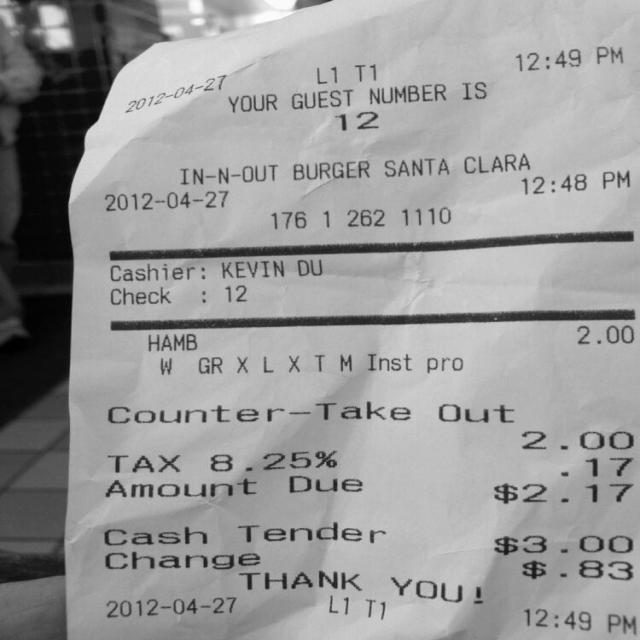 2012-04-27 L1 T1 12:49 PM
YOUR GUEST NUMBER IS
12
IN-N-OUT BURGER SANTA CLARA
2012-04-27 12:48 PM
176 1 262 1110
Cashier: KEVIN DU
Check : 12
HAMB 2.00
W GR X L X T M Inst pro
Counter-Take Out
2.00
TAX 8.25% .17
Amount Due $2.17
Cash Tender $3.00
Change $.83
THANK YOU!
2012-04-27 L1 T1 12:49 PM